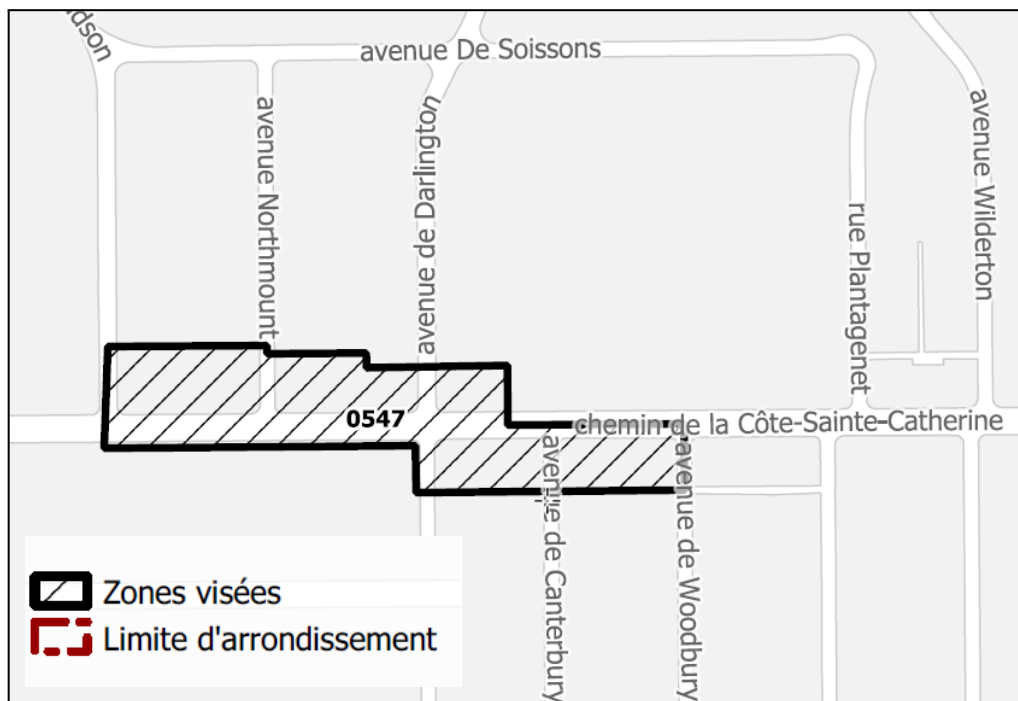 avenue De Soissons
avenue Northmount
avenue de Darlington
rue Plantagenet
avenue Wilderton
0547
chemin de la Côte-Sainte-Catherine
avenue de Canterbury
avenue de Woodbury
Zones visées
Limite d'arrondissement